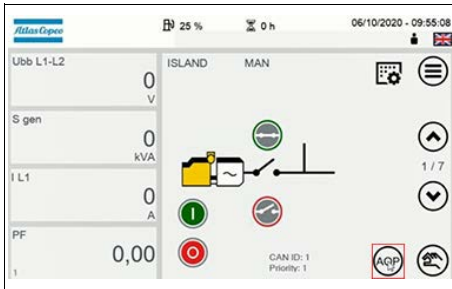 Atlas Copco
25 %
0 h
06/10/2020 - 09:55:08
Ubb L1-L2
0
V
S gen
0
kVA
I L1
0
A
PF
0,00
1
ISLAND
MAN
I
O
CAN ID: 1
Priority: 1
1 / 7
AQP